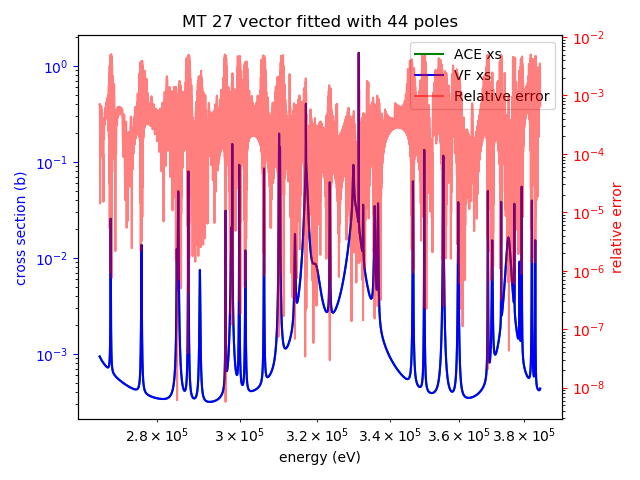 MT 27 vector fitted with 44 poles
ACE xs
VF xs
Relative error
10⁰
10⁻¹
10⁻²
10⁻³
cross section (b)
10⁻²
10⁻³
10⁻⁴
10⁻⁵
10⁻⁶
10⁻⁷
10⁻⁸
relative error
2.8 × 10⁵ 3 × 10⁵ 3.2 × 10⁵ 3.4 × 10⁵ 3.6 × 10⁵ 3.8 × 10⁵
energy (eV)